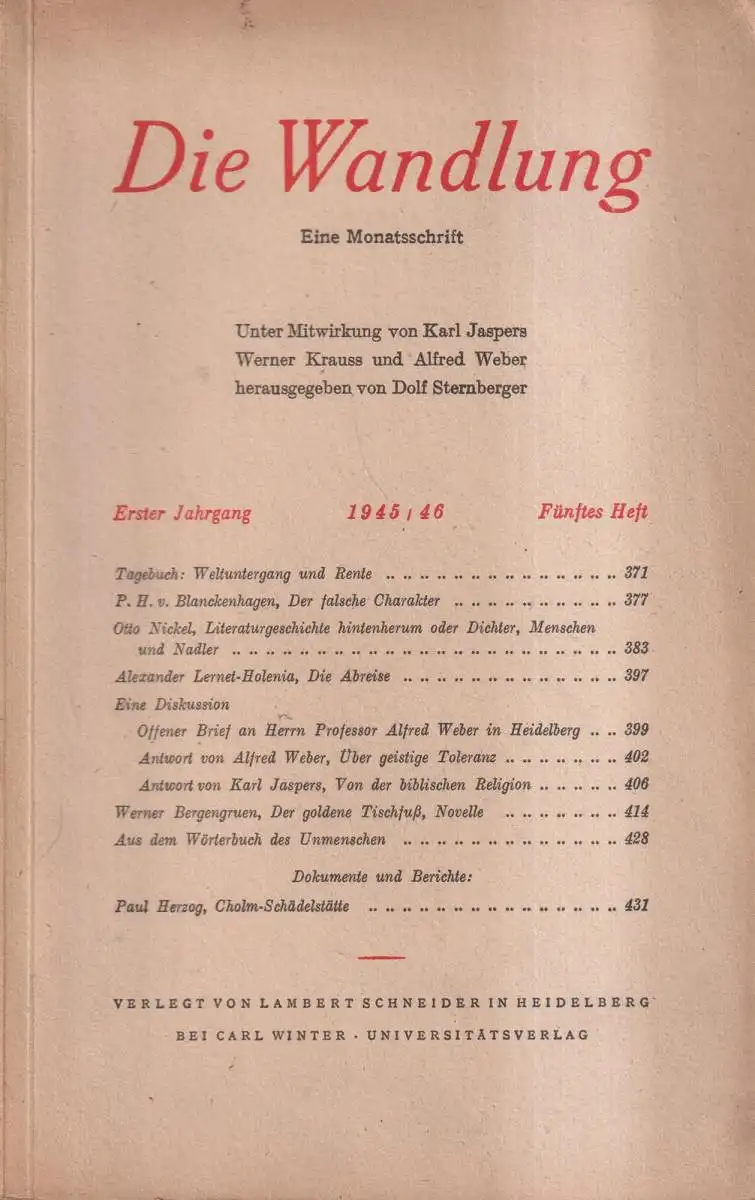 Die Wandlung
Eine Monatsschrift
Unter Mitwirkung von Karl Jaspers
Werner Krauss und Alfred Weber
herausgegeben von Dolf Sternberger
Erster Jahrgang 1945/46 Fünftes Heft
Tagebuch: Weltuntergang und Rente .. .. .. .. .. .. .. .. .. .. .. .. .. .. 371
P. H. v. Blanckenhagen, Der falsche Charakter .. .. .. .. .. .. .. .. .. .. 377
Otto Nickel, Literaturgeschichte hintenherum oder Dichter, Menschen
und Nadler .. .. .. .. .. .. .. .. .. .. .. .. .. .. .. .. .. .. .. .. .. .. .. 383
Alexander Lernet-Holenia, Die Abreise .. .. .. .. .. .. .. .. .. .. .. .. .. 397
Eine Diskussion
Offener Brief an Herrn Professor Alfred Weber in Heidelberg .. .. 399
Antwort von Alfred Weber, Über geistige Toleranz .. .. .. .. .. .. .. 402
Antwort von Karl Jaspers, Von der biblischen Religion .. .. .. .. .. 406
Werner Bergengruen, Der goldene Tischfuß, Novelle .. .. .. .. .. .. .. 414
Aus dem Wörterbuch des Unmenschen .. .. .. .. .. .. .. .. .. .. .. .. .. 428
Dokumente und Berichte:
Paul Herzog, Cholm-Schädelstätte .. .. .. .. .. .. .. .. .. .. .. .. .. .. .. 431
VERLEGT VON LAMBERT SCHNEIDER IN HEIDELBERG
BEI CARL WINTER · UNIVERSITÄTSVERLAG